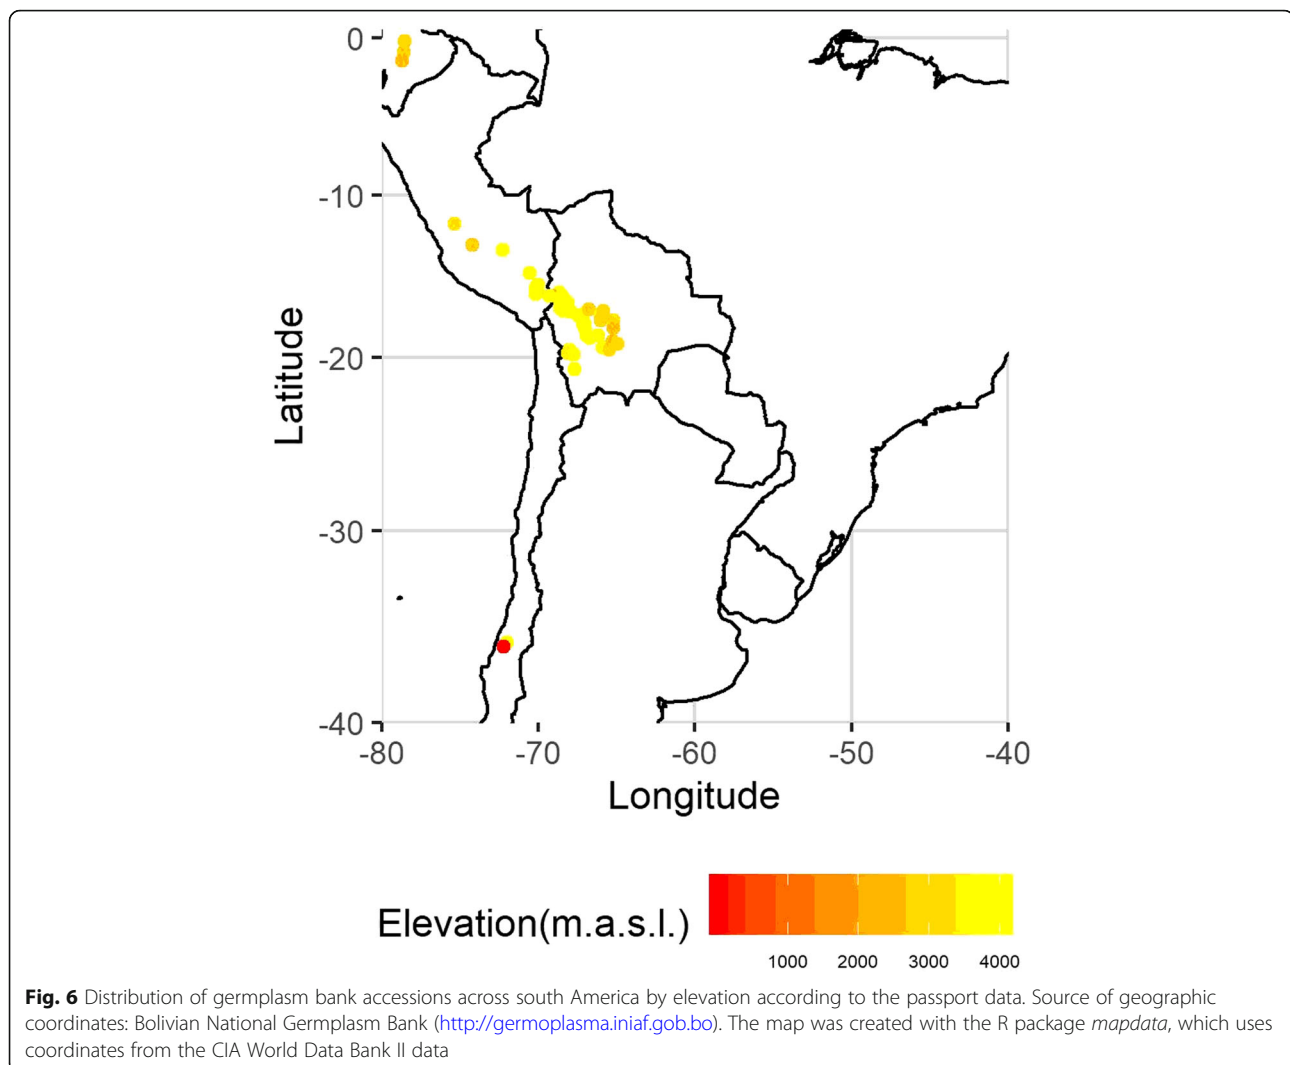 0
-10
-20
-30
-40
Latitude
-80 -70 -60 -50 -40
Longitude
Elevation(m.a.s.l.)
1000 2000 3000 4000
Fig. 6 Distribution of germplasm bank accessions across south America by elevation according to the passport data. Source of geographic
coordinates: Bolivian National Germplasm Bank (http://germoplasma.iniaf.gob.bo). The map was created with the R package mapdata, which uses
coordinates from the CIA World Data Bank II data